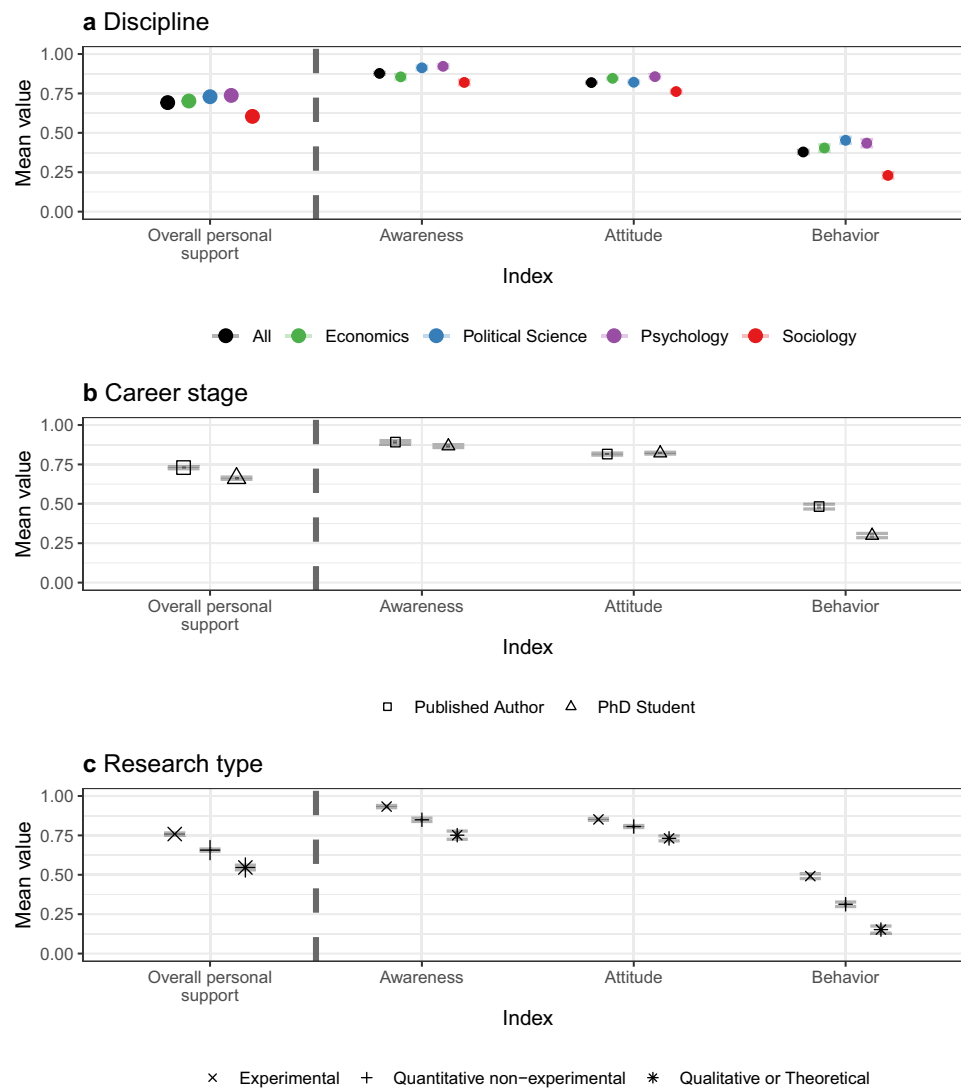 a Discipline
1.00
0.75
0.50
0.25
0.00
Mean value
Overall personal
support
Awareness
Attitude
Behavior
Index
All
Economics
Political Science
Psychology
Sociology
b Career stage
1.00
0.75
0.50
0.25
0.00
Mean value
Overall personal
support
Awareness
Attitude
Behavior
Index
Published Author
PhD Student
c Research type
1.00
0.75
0.50
0.25
0.00
Mean value
Overall personal
support
Awareness
Attitude
Behavior
Index
Experimental
Quantitative non-experimental
Qualitative or Theoretical